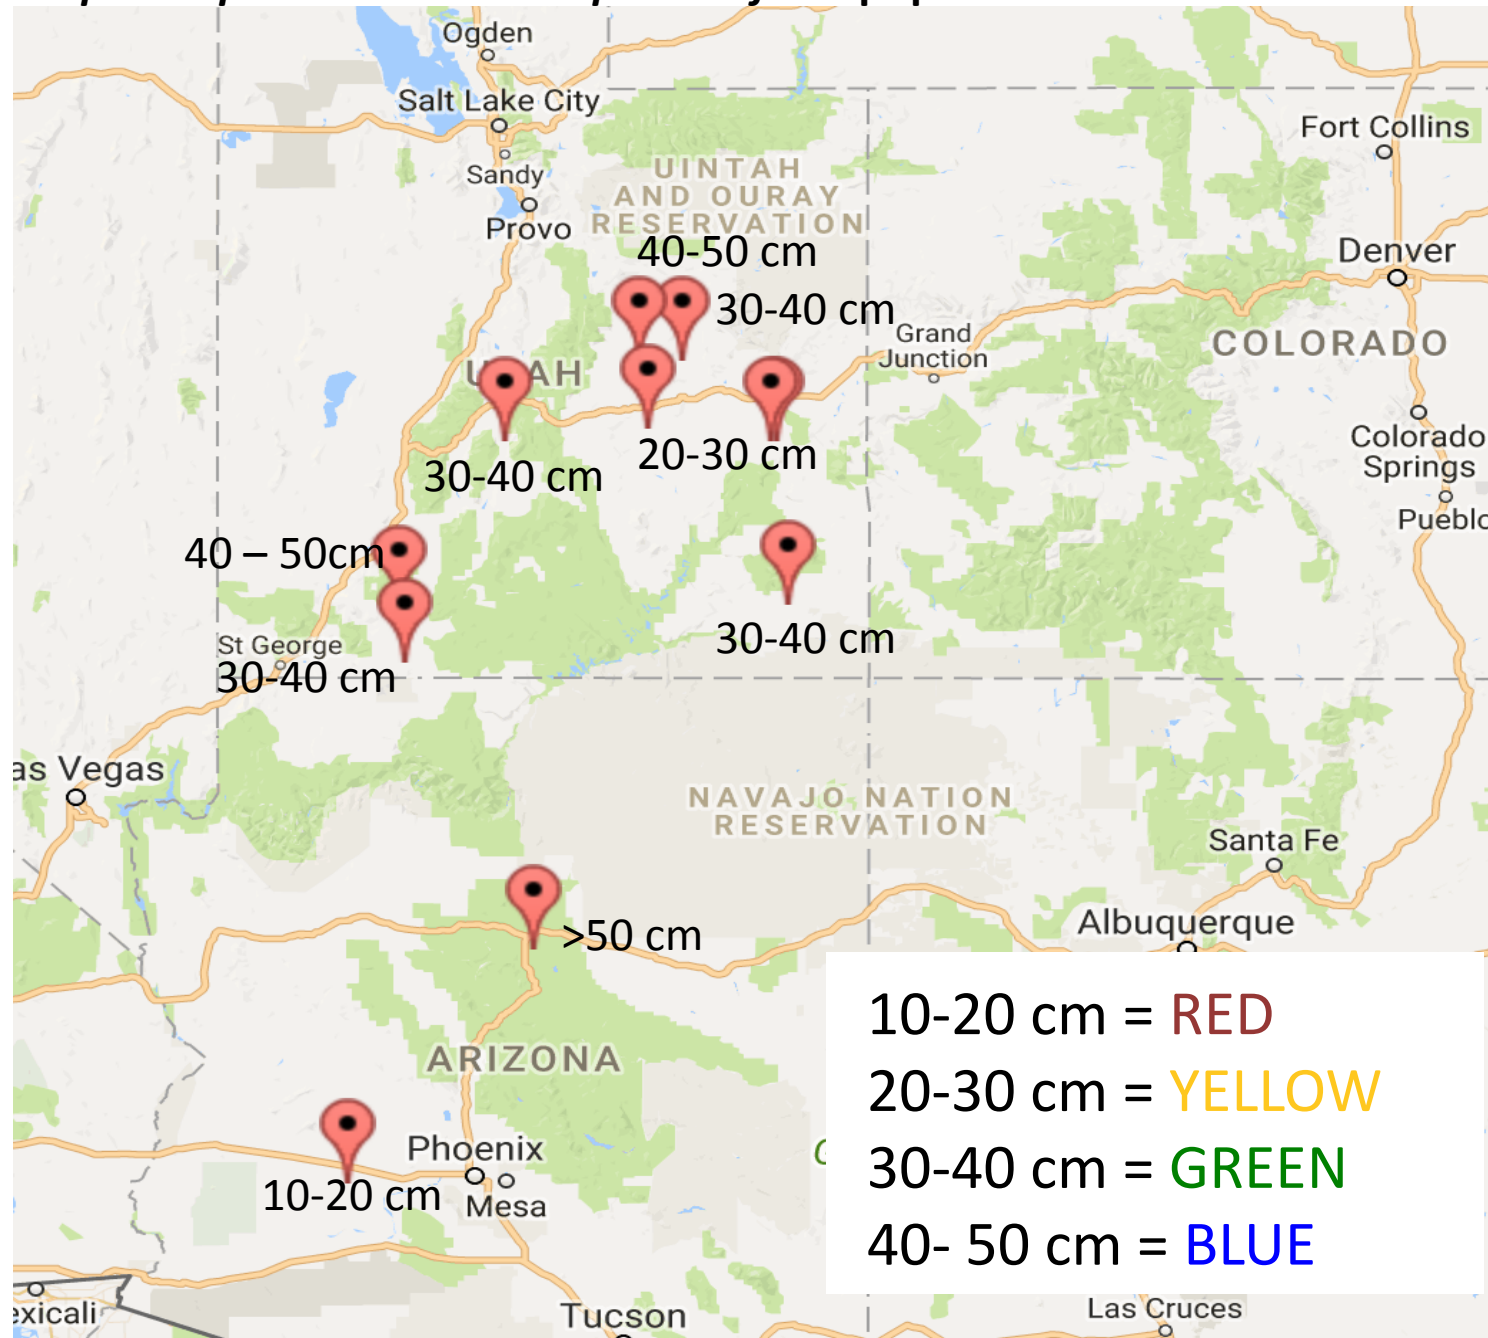 Ogden
Salt Lake City
Fort Collins
Sandy
UINTAH
AND OURAY
RESERVATION
Provo
40-50 cm
Denver
30-40 cm
Grand
Junction
COLORADO
UTAH
Colorado
Springs
20-30 cm
30-40 cm
Pueblo
40 – 50cm
30-40 cm
St George
30-40 cm
as Vegas
NAVAJO NATION
RESERVATION
Santa Fe
Albuquerque
>50 cm
10-20 cm = RED
20-30 cm = YELLOW
30-40 cm = GREEN
40- 50 cm = BLUE
ARIZONA
Phoenix
10-20 cm
Mesa
exicali
Tucson
Las Cruces